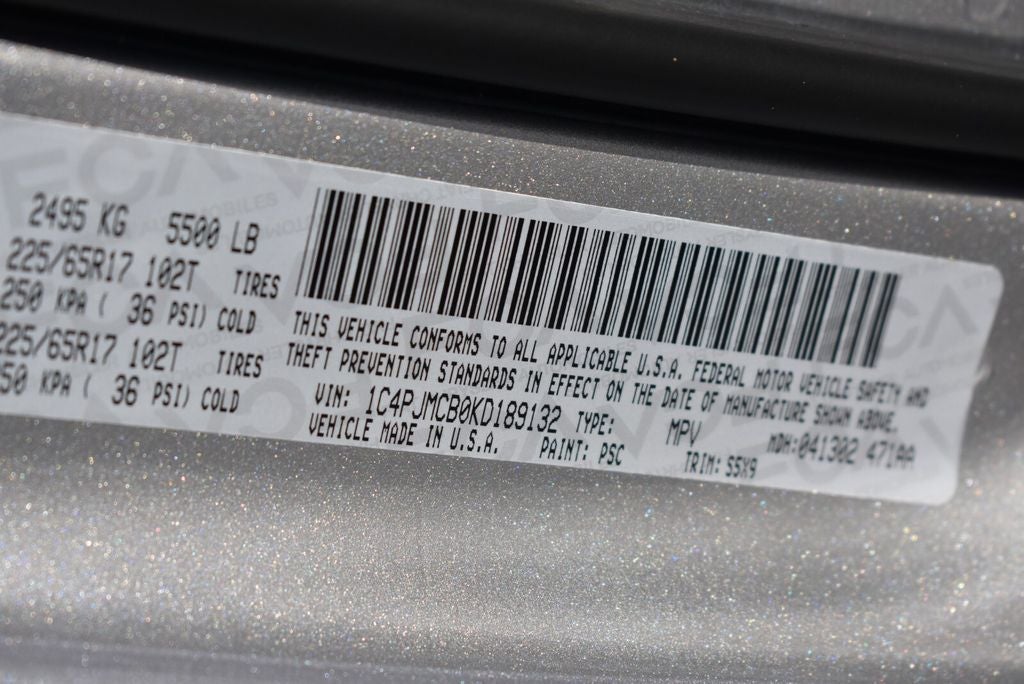 2495 KG 5500 LB
225/65R17 102T TIRES
250 KPA ( 36 PSI) COLD
225/65R17 102T TIRES
250 KPA ( 36 PSI) COLD
THIS VEHICLE CONFORMS TO ALL APPLICABLE U.S.A. FEDERAL MOTOR VEHICLE SAFETY AND
THEFT PREVENTION STANDARDS IN EFFECT ON THE DATE OF MANUFACTURE SHOWN ABOVE.
VIN: 1C4PJMCB0KD189132 TYPE: MPV MDH:041302 471AA
VEHICLE MADE IN U.S.A. PAINT: PSC TRIM: S5X9